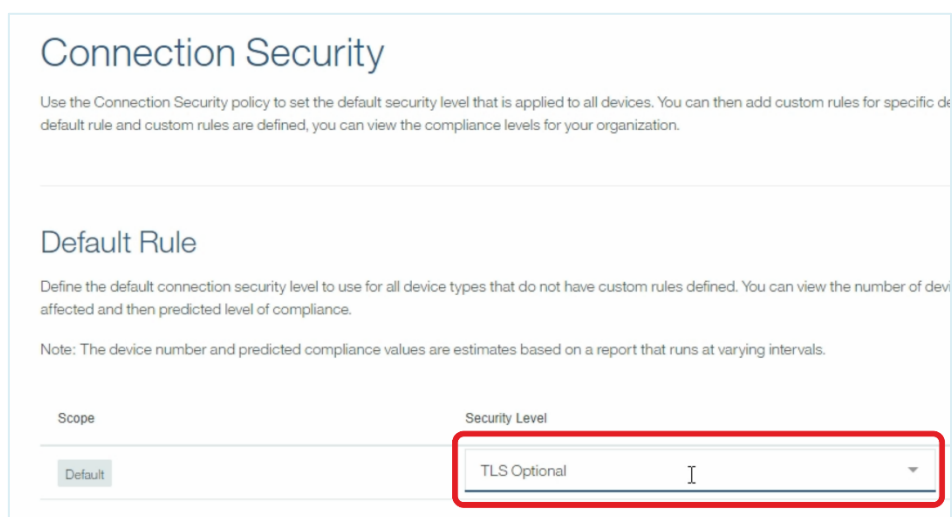 Connection Security
Use the Connection Security policy to set the default security level that is applied to all devices. You can then add custom rules for specific
default rule and custom rules are defined, you can view the compliance levels for your organization.
Default Rule
Define the default connection security level to use for all device types that do not have custom rules defined. You can view the number of
affected and then predicted level of compliance.
Note: The device number and predicted compliance values are estimates based on a report that runs at varying intervals.
Scope Security Level
Default TLS Optional